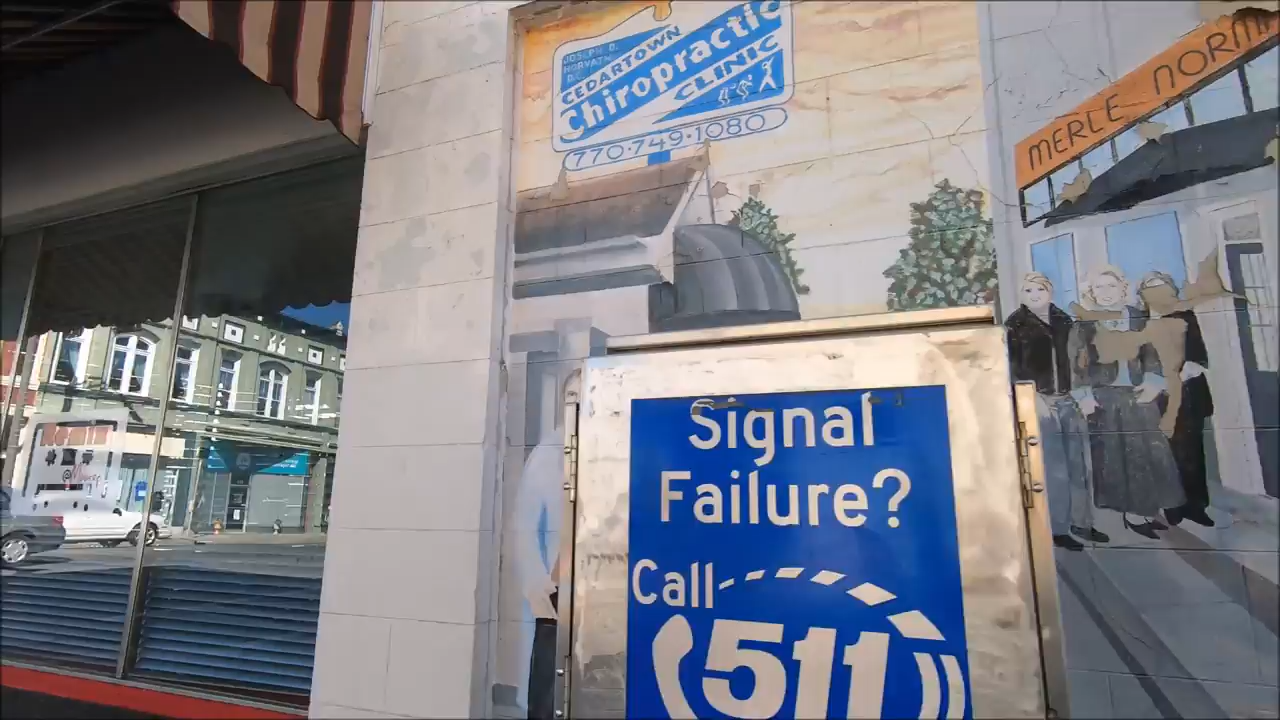 JOSEPH D.
HORVATH
D.C.
CEDARTOWN
Chiropractic
CLINIC
770·749·1080
MERLE NORM
Signal
Failure?
Call
511